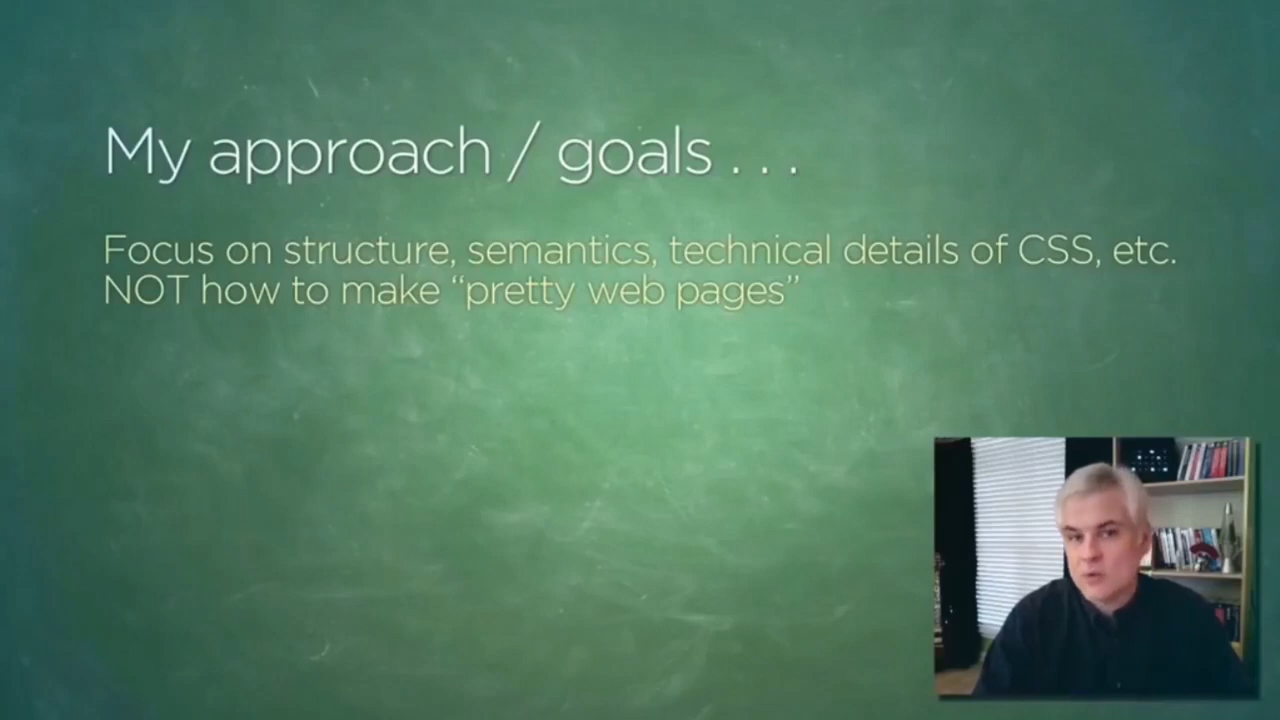 My approach / goals . . .
Focus on structure, semantics, technical details of CSS, etc.
NOT how to make “pretty web pages”